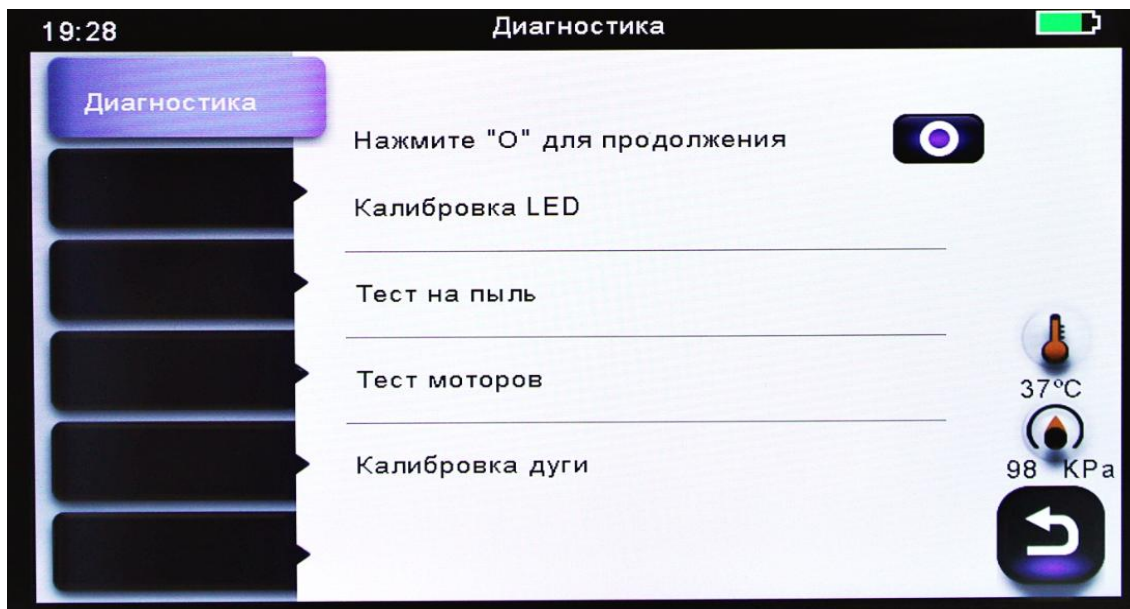 19:28
Диагностика
Диагностика
Нажмите "О" для продолжения
Калибровка LED
Тест на пыль
Тест моторов
Калибровка дуги
37°C
98 KPa